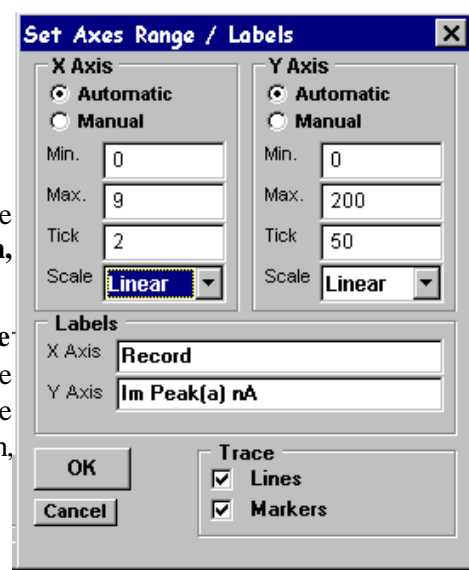 Set Axes Range / Labels
X Axis
Automatic
Manual
Min. 0
Max. 9
Tick 2
Scale Linear
Y Axis
Automatic
Manual
Min. 0
Max. 200
Tick 50
Scale Linear
Labels
X Axis Record
Y Axis Im Peak(a) nA
OK
Cancel
Trace
Lines
Markers